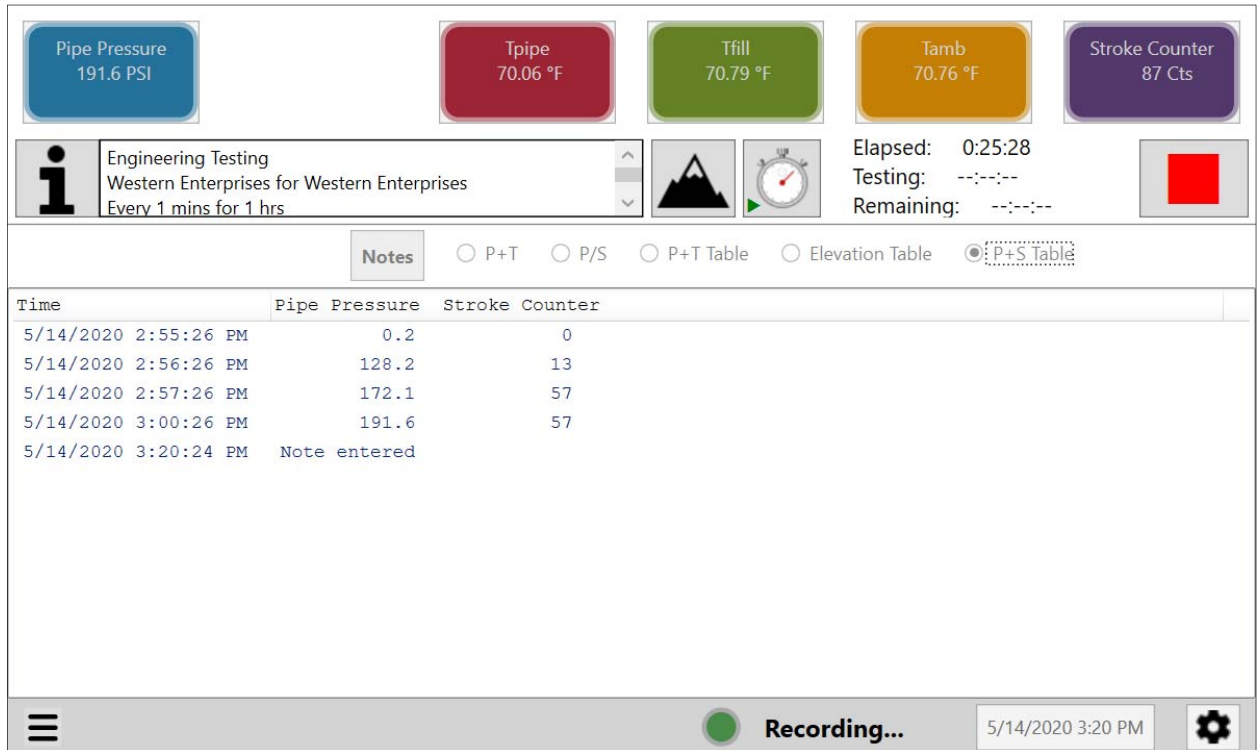 Pipe Pressure
191.6 PSI
Tpipe
70.06 °F
Tfill
70.79 °F
Tamb
70.76 °F
Stroke Counter
87 Cts
Engineering Testing
Western Enterprises for Western Enterprises
Every 1 mins for 1 hrs
Elapsed: 0:25:28
Testing: --:--:--
Remaining: --:--:--
Notes P+T P/S P+T Table Elevation Table P+S Table
Time Pipe Pressure Stroke Counter
5/14/2020 2:55:26 PM 0.2 0
5/14/2020 2:56:26 PM 128.2 13
5/14/2020 2:57:26 PM 172.1 57
5/14/2020 3:00:26 PM 191.6 57
5/14/2020 3:20:24 PM Note entered
Recording... 5/14/2020 3:20 PM